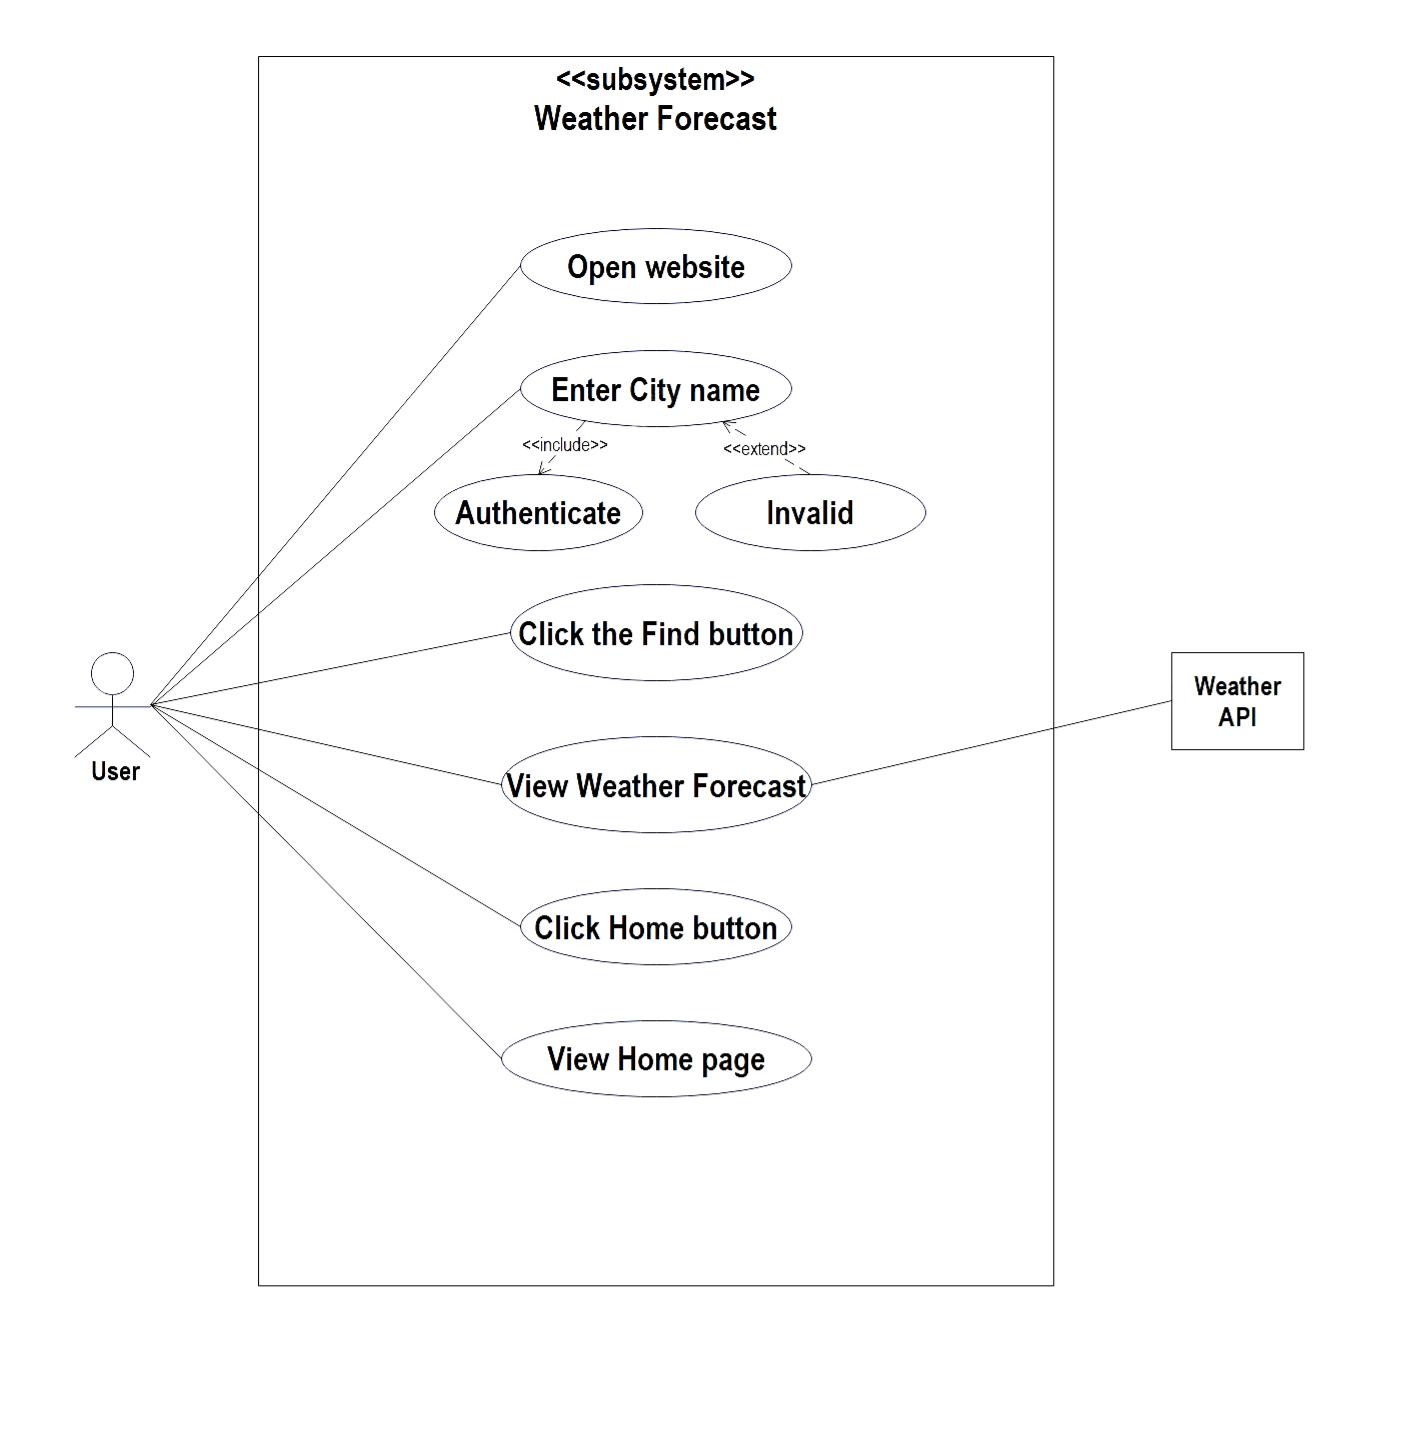 <<subsystem>>
Weather Forecast
Open website
Enter City name
<<include>>
<<extend>>
Authenticate
Invalid
Click the Find button
User
View Weather Forecast
Weather
API
Click Home button
View Home page